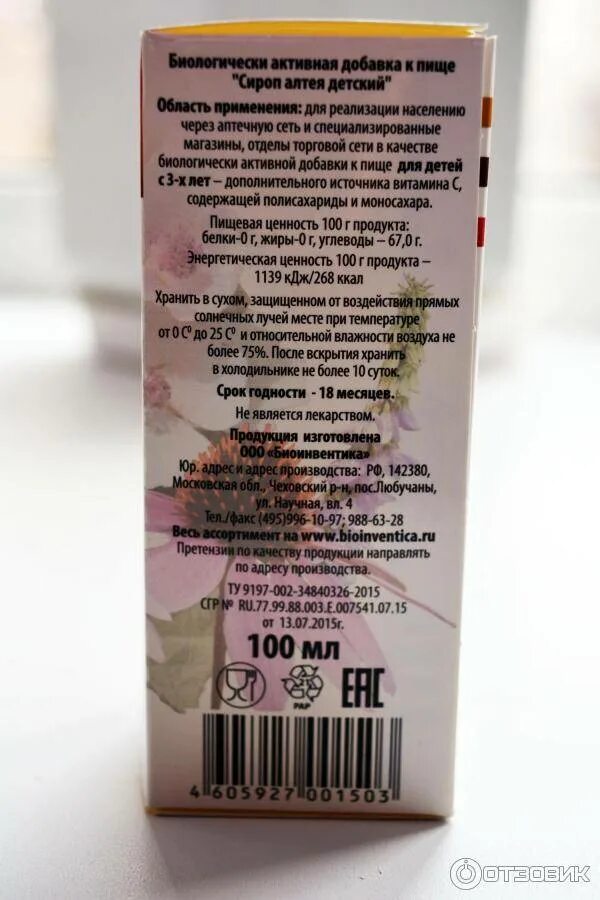 Биологически активная добавка к пище
"Сироп алтея детский"
Область применения: для реализации населению
через аптечную сеть и специализированные
магазины, отделы торговой сети в качестве
биологически активной добавки к пище для детей
с 3-х лет – дополнительного источника витамина С,
содержащей полисахариды и моносахара.
Пищевая ценность 100 г продукта:
белки-0 г, жиры-0 г, углеводы – 67,0 г.
Энергетическая ценность 100 г продукта –
1139 кДж/268 ккал
Хранить в сухом, защищенном от воздействия прямых
солнечных лучей месте при температуре
от 0 С⁰ до 25 С⁰ и относительной влажности воздуха не
более 75%. После вскрытия хранить
в холодильнике не более 10 суток.
Срок годности - 18 месяцев.
Не является лекарством.
Продукция изготовлена
ООО «Биоинвентика»
Юр. адрес и адрес производства: РФ, 142380,
Московская обл., Чеховский р-н, пос.Любучаны,
ул. Научная, вл. 4
Тел./факс (495)996-10-97; 988-63-28
Весь ассортимент на www.bioinventica.ru
Претензии по качеству продукции направлять
по адресу производства.
ТУ 9197-002-34840326-2015
СГР № RU.77.99.88.003.E.007541.07.15
от 13.07.2015г.
100 мл
21
PAP
EAC
4 605927 001503
ОТЗОВИК